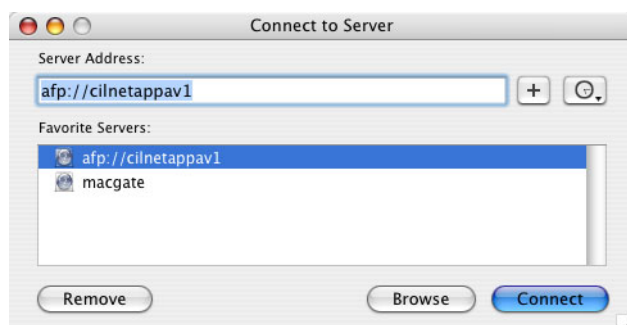 Connect to Server
Server Address:
afp://cilnetappav1
Favorite Servers:
afp://cilnetappav1
macgate
Remove Browse Connect